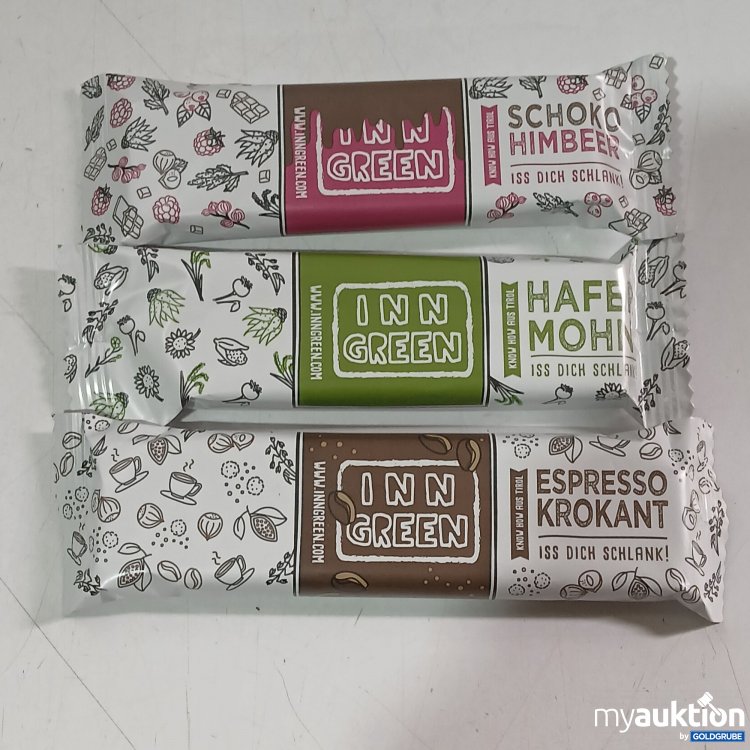 WWW.INNGREEN.COM
INN
GREEN
KNOW HOW AUS TIROL
SCHOKO
HIMBEER
ISS DICH SCHLANK!
WWW.INNGREEN.COM
INN
GREEN
KNOW HOW AUS TIROL
HAFER
MOHN
ISS DICH SCHLANK
WWW.INNGREEN.COM
INN
GREEN
KNOW HOW AUS TIROL
ESPRESSO
KROKANT
ISS DICH SCHLANK!
myauktion
by GOLDGRUBE